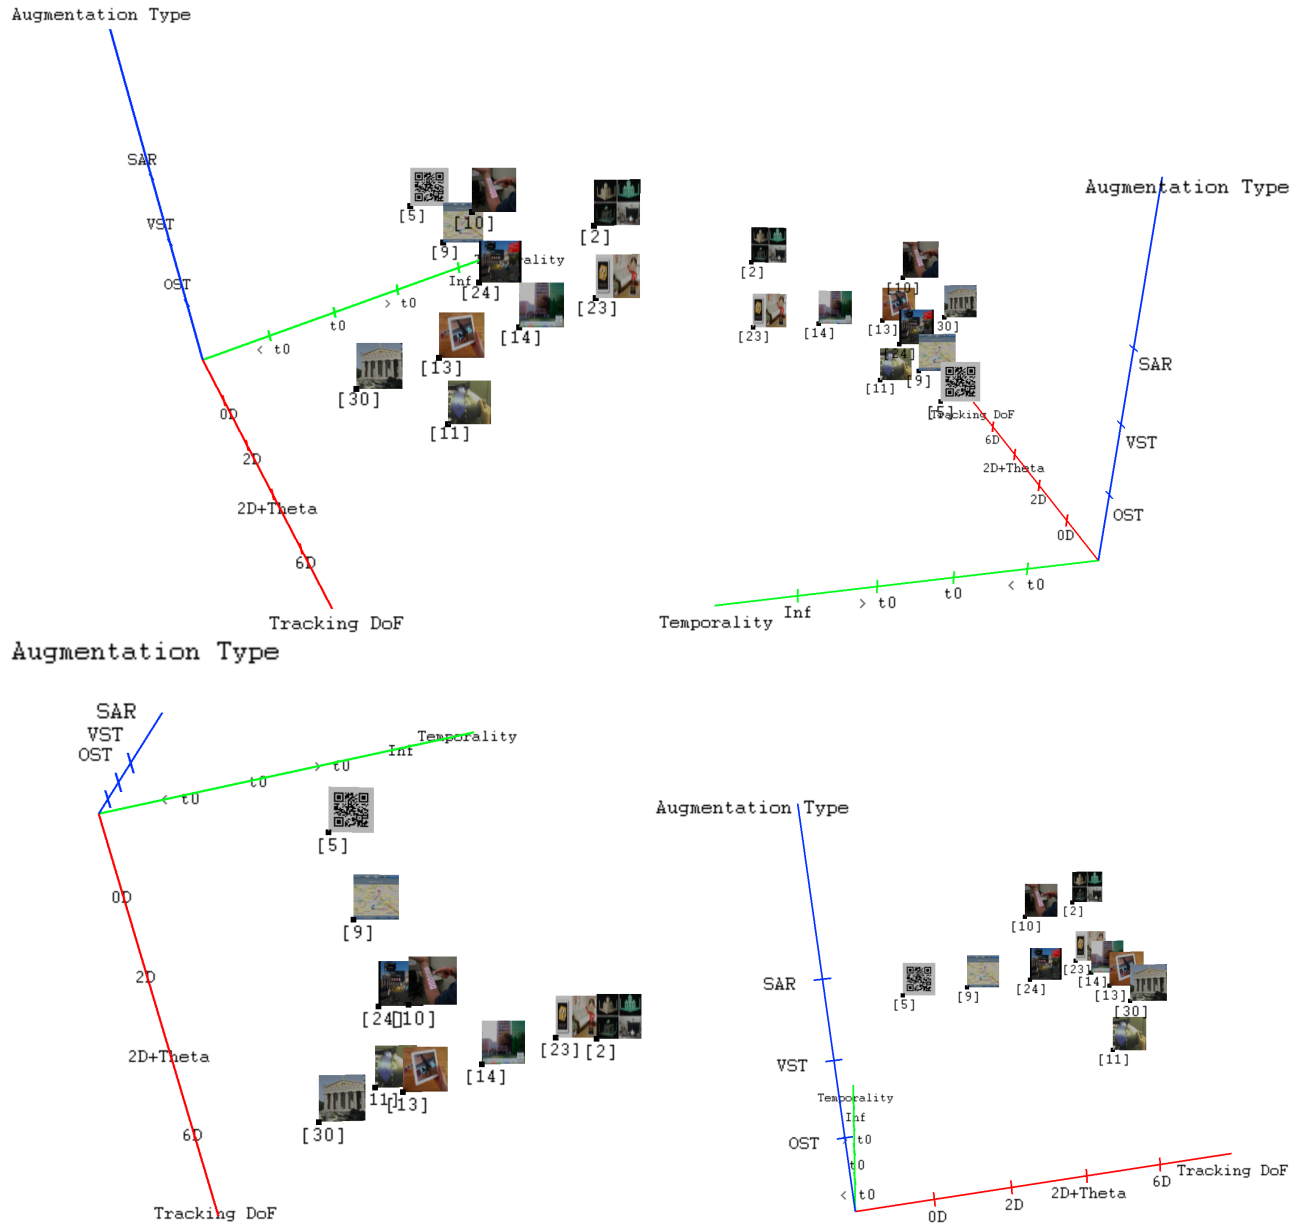 Augmentation Type
SAR
VST
OST
[5]
[10]
[9]
[2]
Inf
[24]
[23]
> t0
t0
< t0
[14]
[13]
[30]
[11]
0D
2D
2D+Theta
6D
Tracking DoF
Augmentation Type
[2]
[10]
[23]
[14]
[13]
30]
[24]
[11]
[9]
[5]
SAR
VST
OST
Tracking DoF
6D
2D+Theta
2D
0D
< t0
t0
> t0
Inf
Temporality
Augmentation Type
SAR
VST
OST
Temporality
Inf
> t0
t0
< t0
[5]
0D
[9]
2D
[24]
[10]
2D+Theta
[14]
[23]
[2]
11]
[13]
[30]
6D
Tracking DoF
Augmentation Type
[2]
[10]
SAR
[5]
[9]
[24]
[23]
[14]
[13]
[30]
VST
[11]
Temporality
Inf
OST
t0
t0
< t0
0D
2D
2D+Theta
6D
Tracking DoF